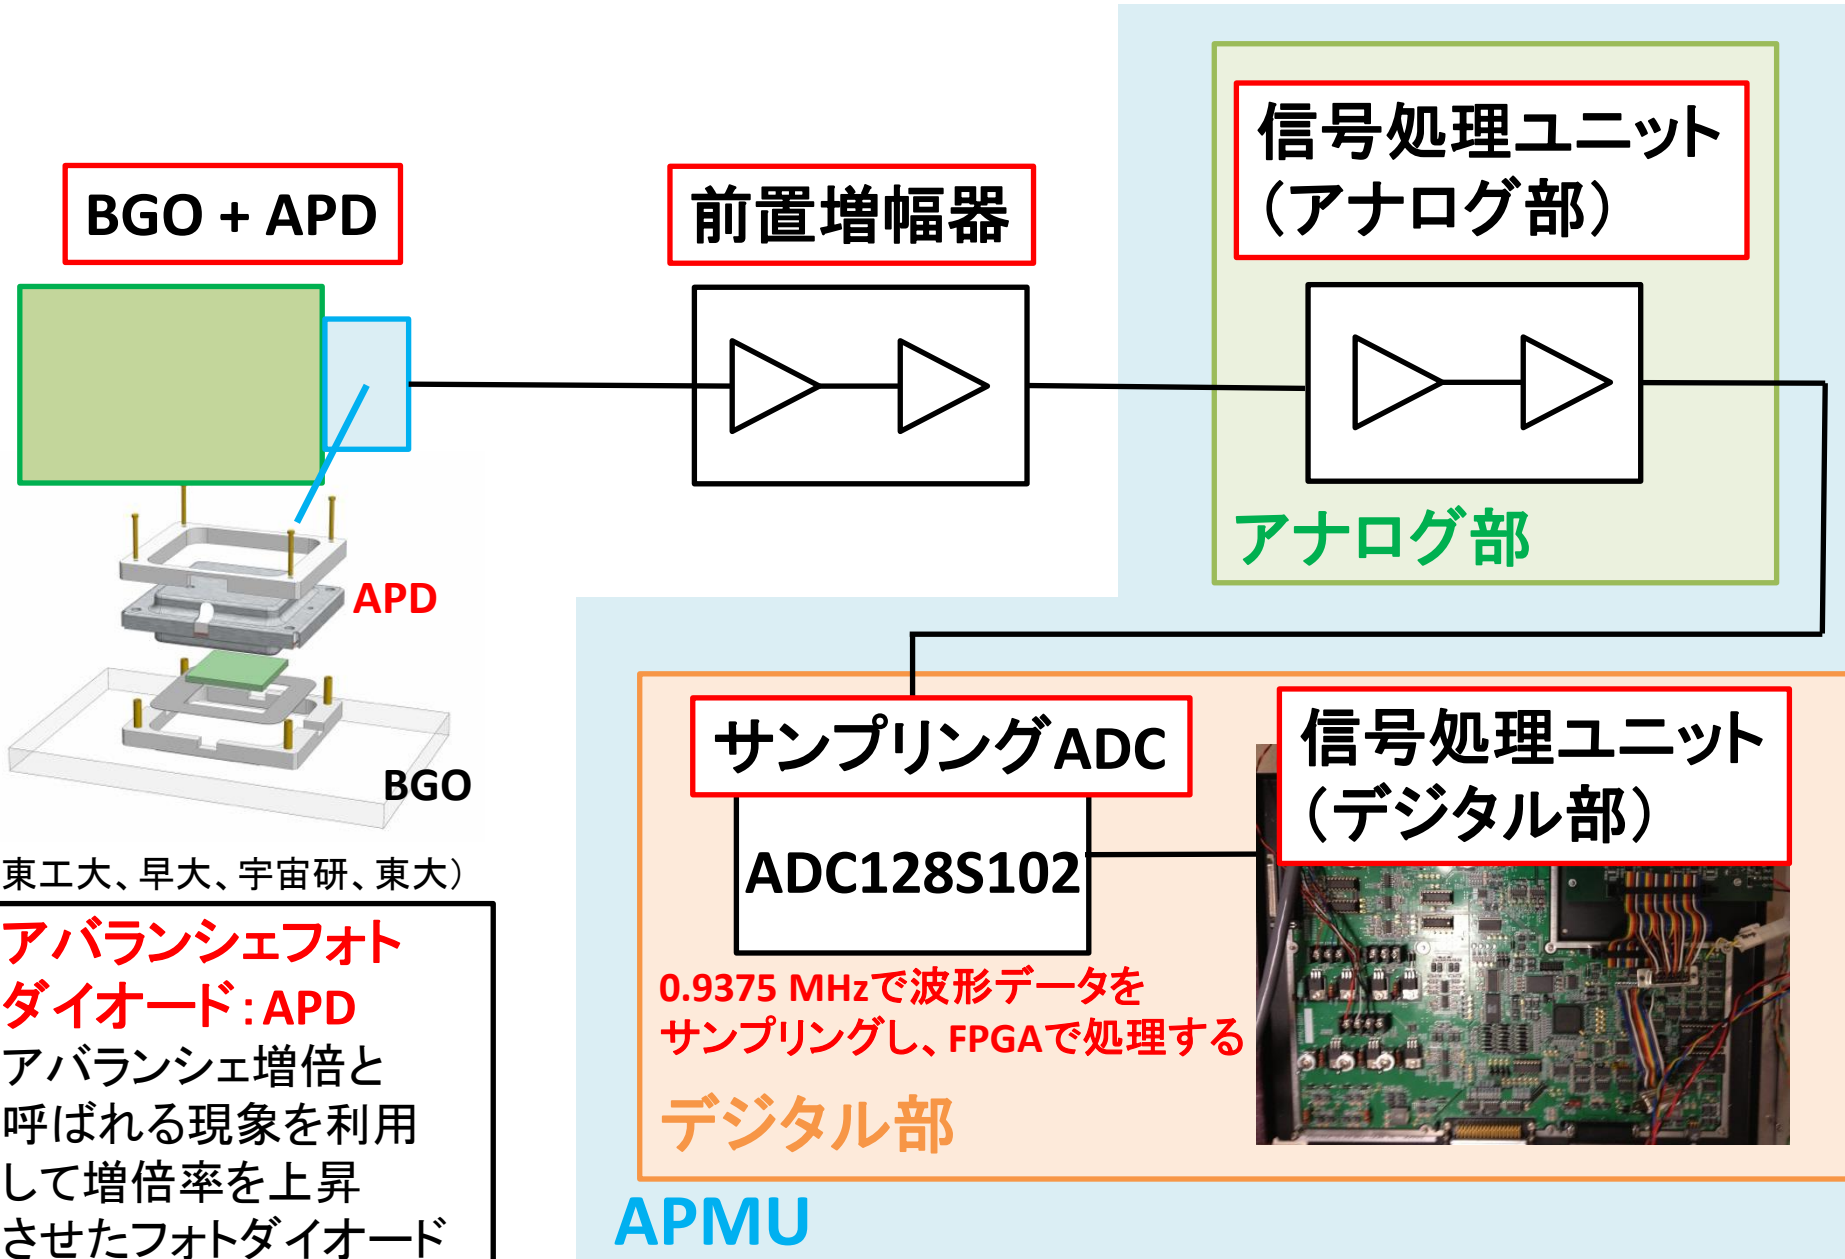 BGO + APD
前置増幅器
信号処理ユニット
（アナログ部）
アナログ部
APD
BGO
東工大、早大、宇宙研、東大）
アバランシェフォト
ダイオード：APD
アバランシェ増倍と
呼ばれる現象を利用
して増倍率を上昇
させたフォトダイオード
サンプリングADC
ADC128S102
信号処理ユニット
（デジタル部）
0.9375 MHzで波形データを
サンプリングし、FPGAで処理する
デジタル部
APMU